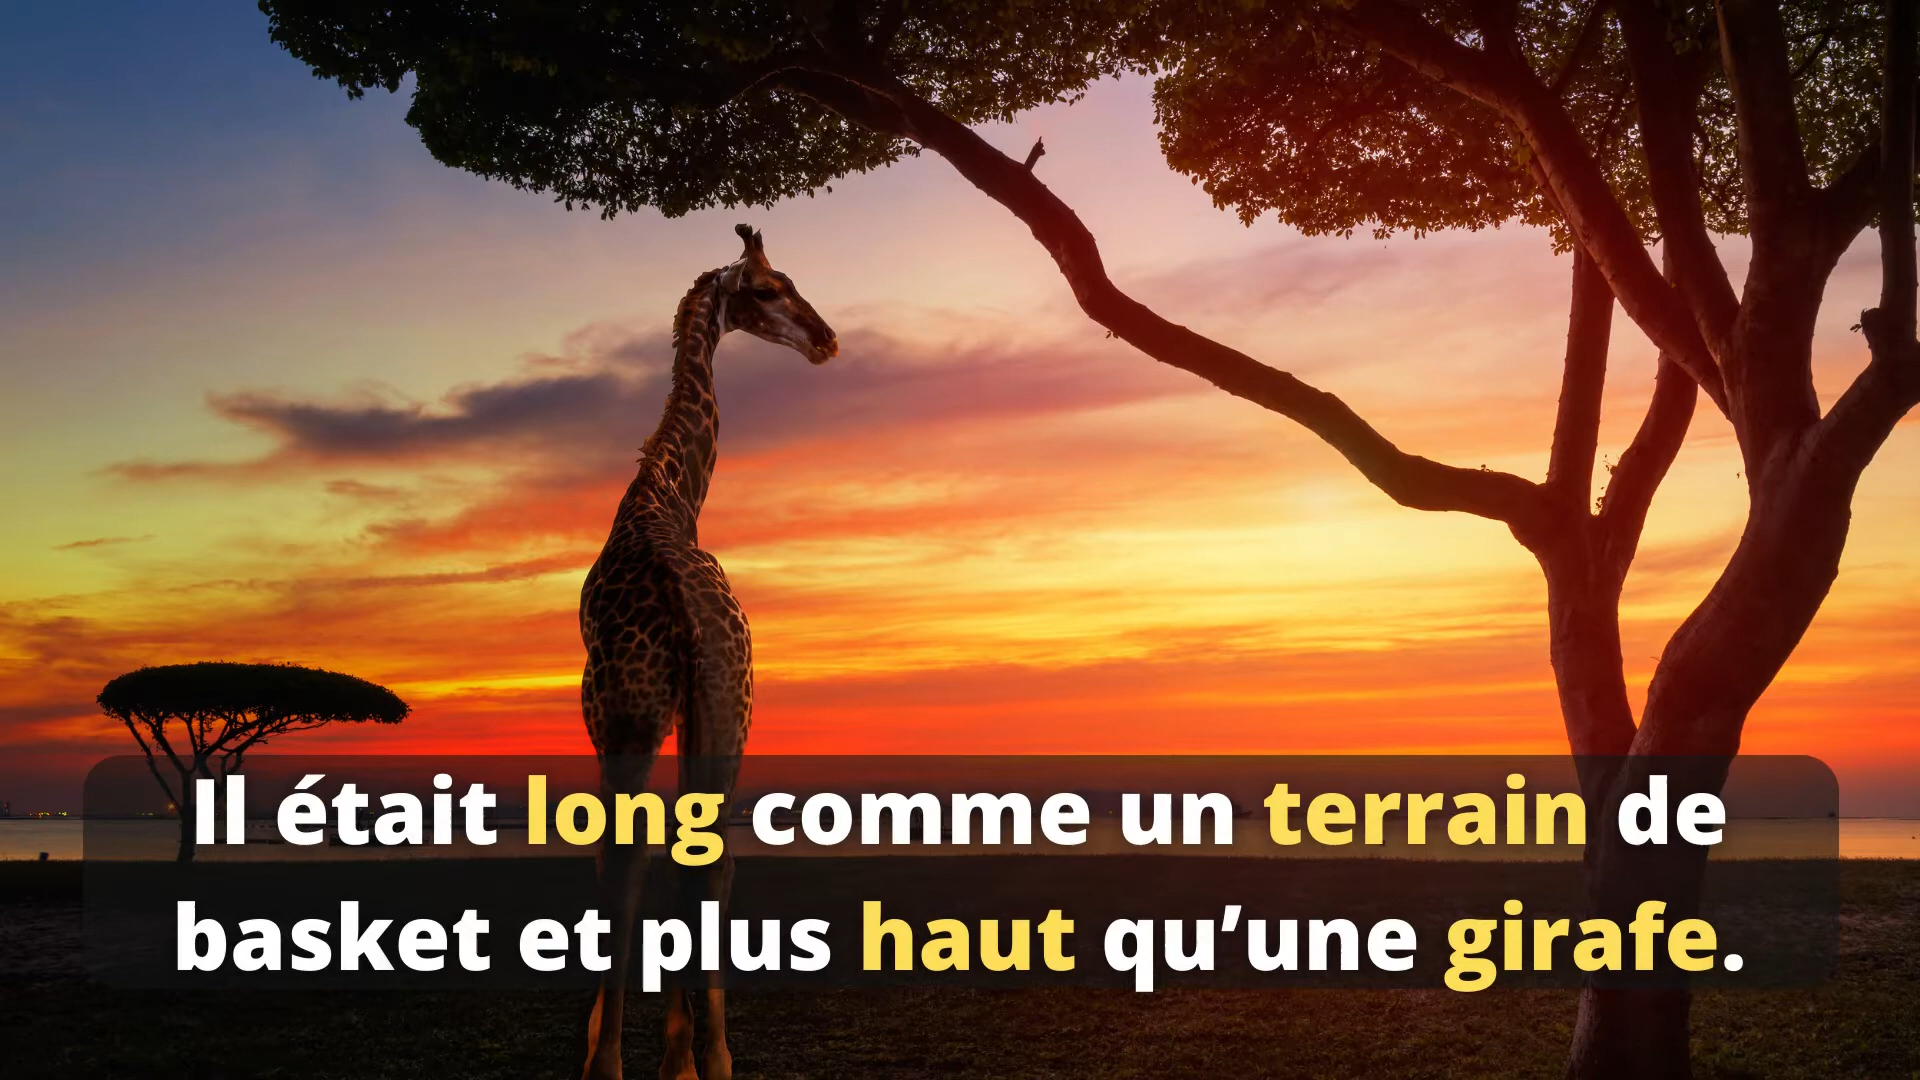 Il était long comme un terrain de
basket et plus haut qu’une girafe.